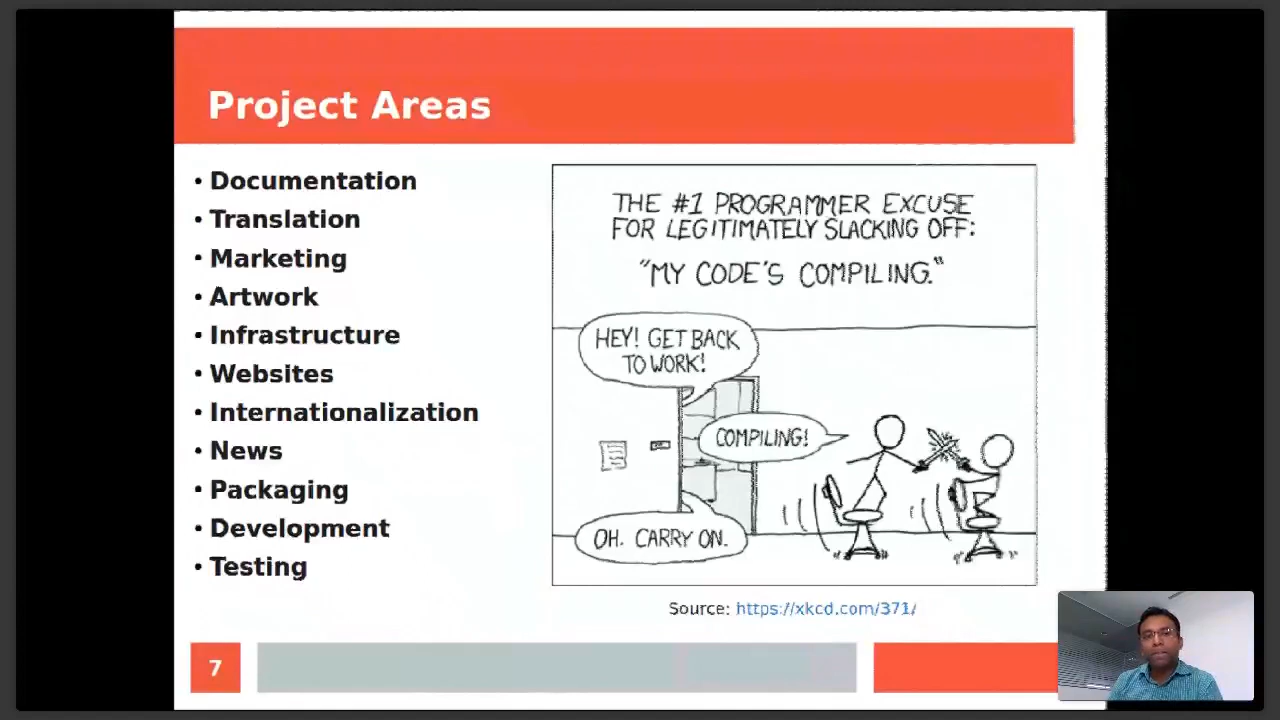 Project Areas
• Documentation
• Translation
• Marketing
• Artwork
• Infrastructure
• Websites
• Internationalization
• News
• Packaging
• Development
• Testing
THE #1 PROGRAMMER EXCUSE
FOR LEGITIMATELY SLACKING OFF:
"MY CODE'S COMPILING."
HEY! GET BACK
TO WORK!
COMPILING!
OH. CARRY ON.
Source: https://xkcd.com/371/
7